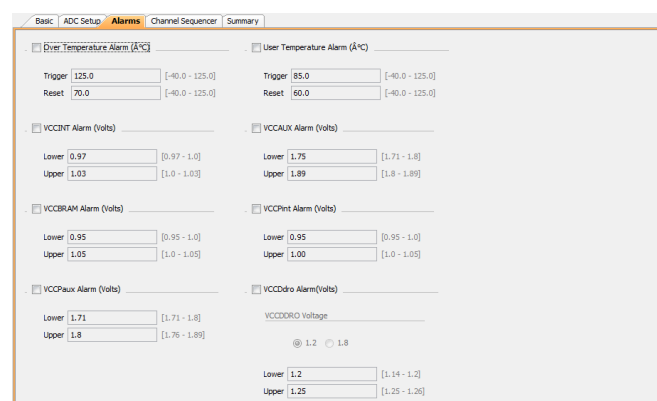 Basic ADC Setup Alarms Channel Sequencer Summary
Over Temperature Alarm (Â°C)
Trigger 125.0 [-40.0 - 125.0]
Reset 70.0 [-40.0 - 125.0]
User Temperature Alarm (Â°C)
Trigger 85.0 [-40.0 - 125.0]
Reset 60.0 [-40.0 - 125.0]
VCCINT Alarm (Volts)
Lower 0.97 [0.97 - 1.0]
Upper 1.03 [1.0 - 1.03]
VCCAUX Alarm (Volts)
Lower 1.75 [1.71 - 1.8]
Upper 1.89 [1.8 - 1.89]
VCCBRAM Alarm (Volts)
Lower 0.95 [0.95 - 1.0]
Upper 1.05 [1.0 - 1.05]
VCCPint Alarm (Volts)
Lower 0.95 [0.95 - 1.0]
Upper 1.00 [1.0 - 1.05]
VCCPaux Alarm (Volts)
Lower 1.71 [1.71 - 1.8]
Upper 1.8 [1.76 - 1.89]
VCCDdro Alarm(Volts)
VCCDDRO Voltage
1.2 1.8
Lower 1.2 [1.14 - 1.2]
Upper 1.25 [1.25 - 1.26]